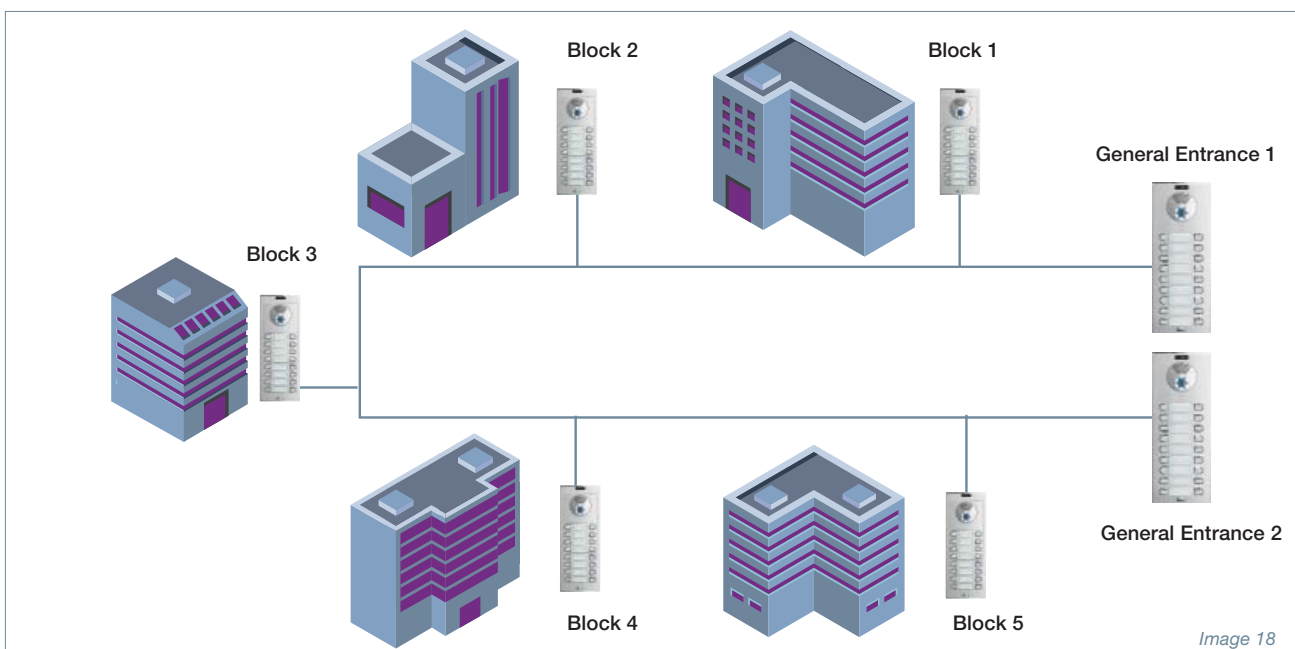 Block 2
Block 1
General Entrance 1
Block 3
General Entrance 2
Block 4
Block 5
Image 18